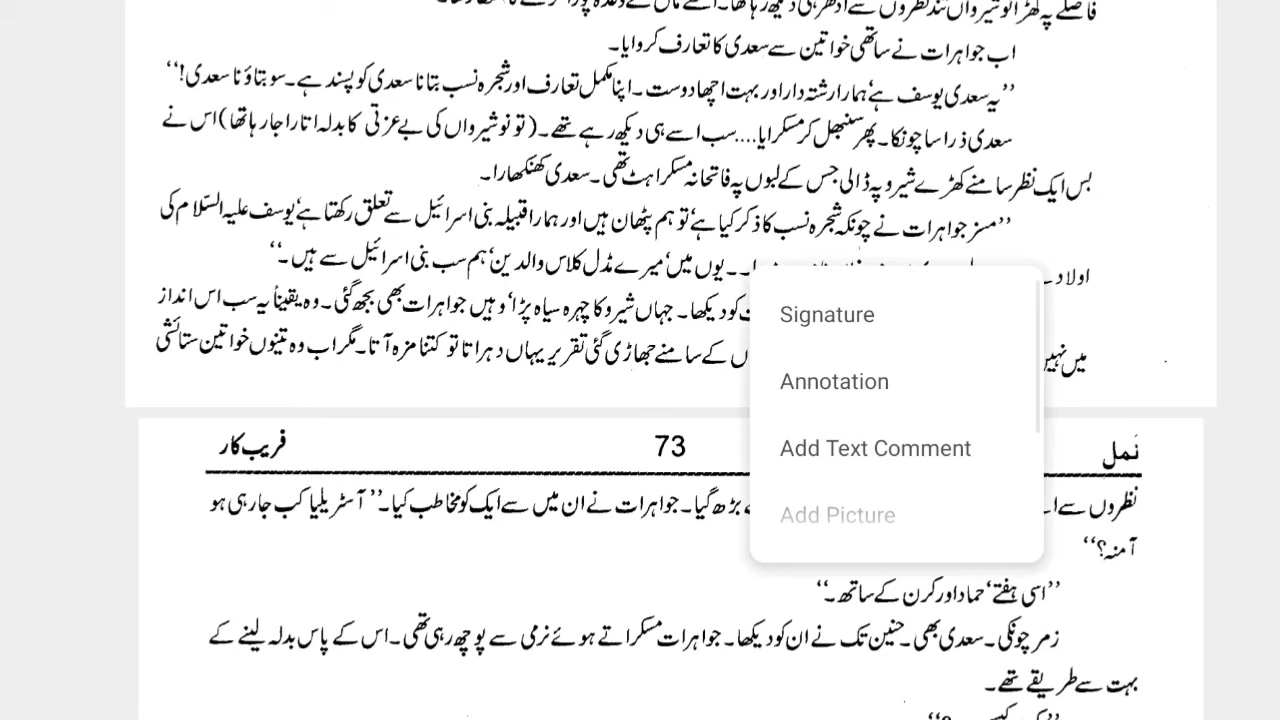 فاصلے پہ کھڑا نوشیرواں تند نظروں سے ادھر ہی دیکھ رہا تھا۔
اب جواہرات نے ساتھی خواتین سے سعدی کا تعارف کروایا۔
’’یہ سعدی یوسف ہے‘ ہمارا رشتہ دار اور بہت اچھا دوست۔ اپنا مکمل تعارف اور شجرہ نسب بتانا سعدی کو پسند ہے۔ سو بتاؤ نا سعدی!‘‘
سعدی ذرا سا چونکا۔ پھر سنبھل کر مسکرایا.... سب اسے ہی دیکھ رہے تھے۔ (تو نوشیرواں کی بے عزتی کا بدلہ اتارا جا رہا تھا) اس نے
بس ایک نظر سامنے کھڑے شیرو پہ ڈالی جس کے لبوں پہ فاتحانہ مسکراہٹ تھی۔ سعدی کھنکھارا۔
’’مسز جواہرات نے چونکہ شجرہ نسب کا ذکر کیا ہے‘ تو ہم پٹھان ہیں اور ہمارا قبیلہ بنی اسرائیل سے تعلق رکھتا ہے‘ یوسف علیہ السّلام کی
اولاد۔ ۔۔یوں میں‘ میرے مڈل کلاس والدین‘ ہم سب بنی اسرائیل سے ہیں۔‘‘
کو دیکھا۔ جہاں شیرو کا چہرہ سیاہ پڑا‘ وہیں جواہرات بھی بجھ گئی۔ وہ یقیناً یہ سب اس انداز
میں نہیں کے سامنے جھاڑی گئی تقریر یہاں دہراتا تو کتنا مزہ آتا۔ مگر اب وہ تینوں خواتین ستائشی
Signature
Annotation
Add Text Comment
Add Picture
نمل 73 فریب کار
نظروں سے بڑھ گیا۔ جواہرات نے ان میں سے ایک کو مخاطب کیا۔ ’’آسٹریلیا کب جا رہی ہو
آمنہ؟‘‘
’’اسی ہفتے‘ حماد اور کرن کے ساتھ۔‘‘
زمر چونکی۔ سعدی بھی۔ حنین تک نے ان کو دیکھا۔ جواہرات مسکراتے ہوئے نرمی سے پوچھ رہی تھی۔ اس کے پاس بدلہ لینے کے
بہت سے طریقے تھے۔